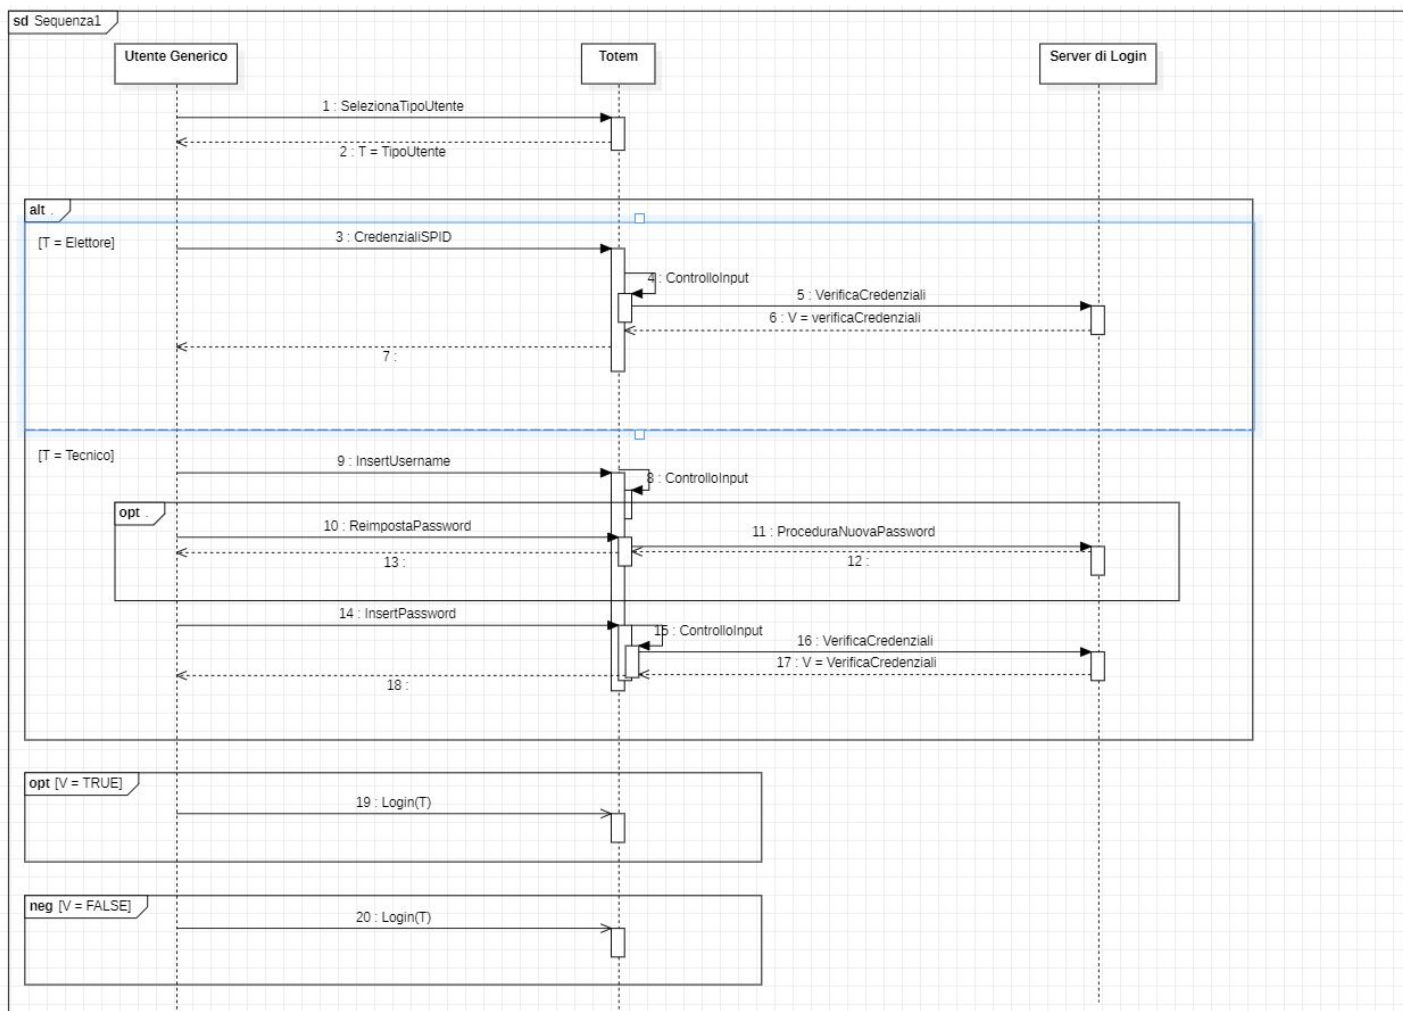 sd Sequenza1
Utente Generico
Totem
Server di Login
1 : SelezionaTipoUtente
2 : T = TipoUtente
alt .
[T = Elettore]
3 : CredenzialiSPID
4 : ControlloInput
5 : VerificaCredenziali
6 : V = verificaCredenziali
7 :
[T = Tecnico]
9 : InsertUsername
8 : ControlloInput
opt .
10 : ReimpostaPassword
11 : ProceduraNuovaPassword
12 :
13 :
14 : InsertPassword
15 : ControlloInput
16 : VerificaCredenziali
17 : V = VerificaCredenziali
18 :
opt [V = TRUE]
19 : Login(T)
neg [V = FALSE]
20 : Login(T)